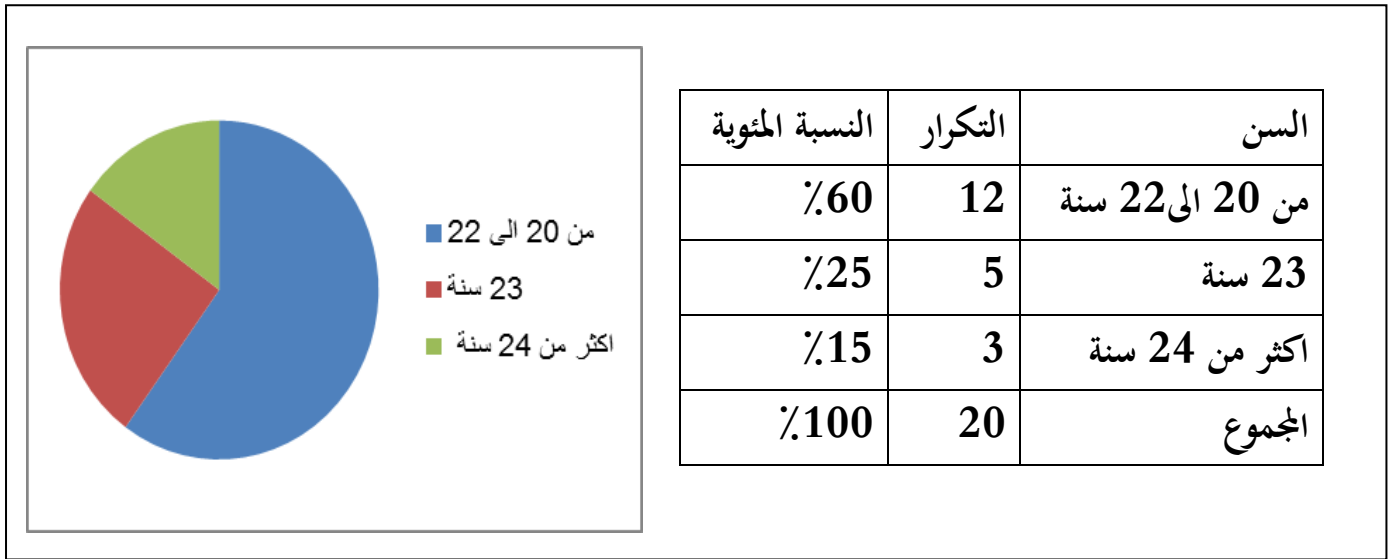 السن التكرار النسبة المئوية
من 20 الى22 سنة 12 60٪
23 سنة 5 25٪
اكثر من 24 سنة 3 15٪
المجموع 20 100٪
من 20 الى 22
23 سنة
اكثر من 24 سنة